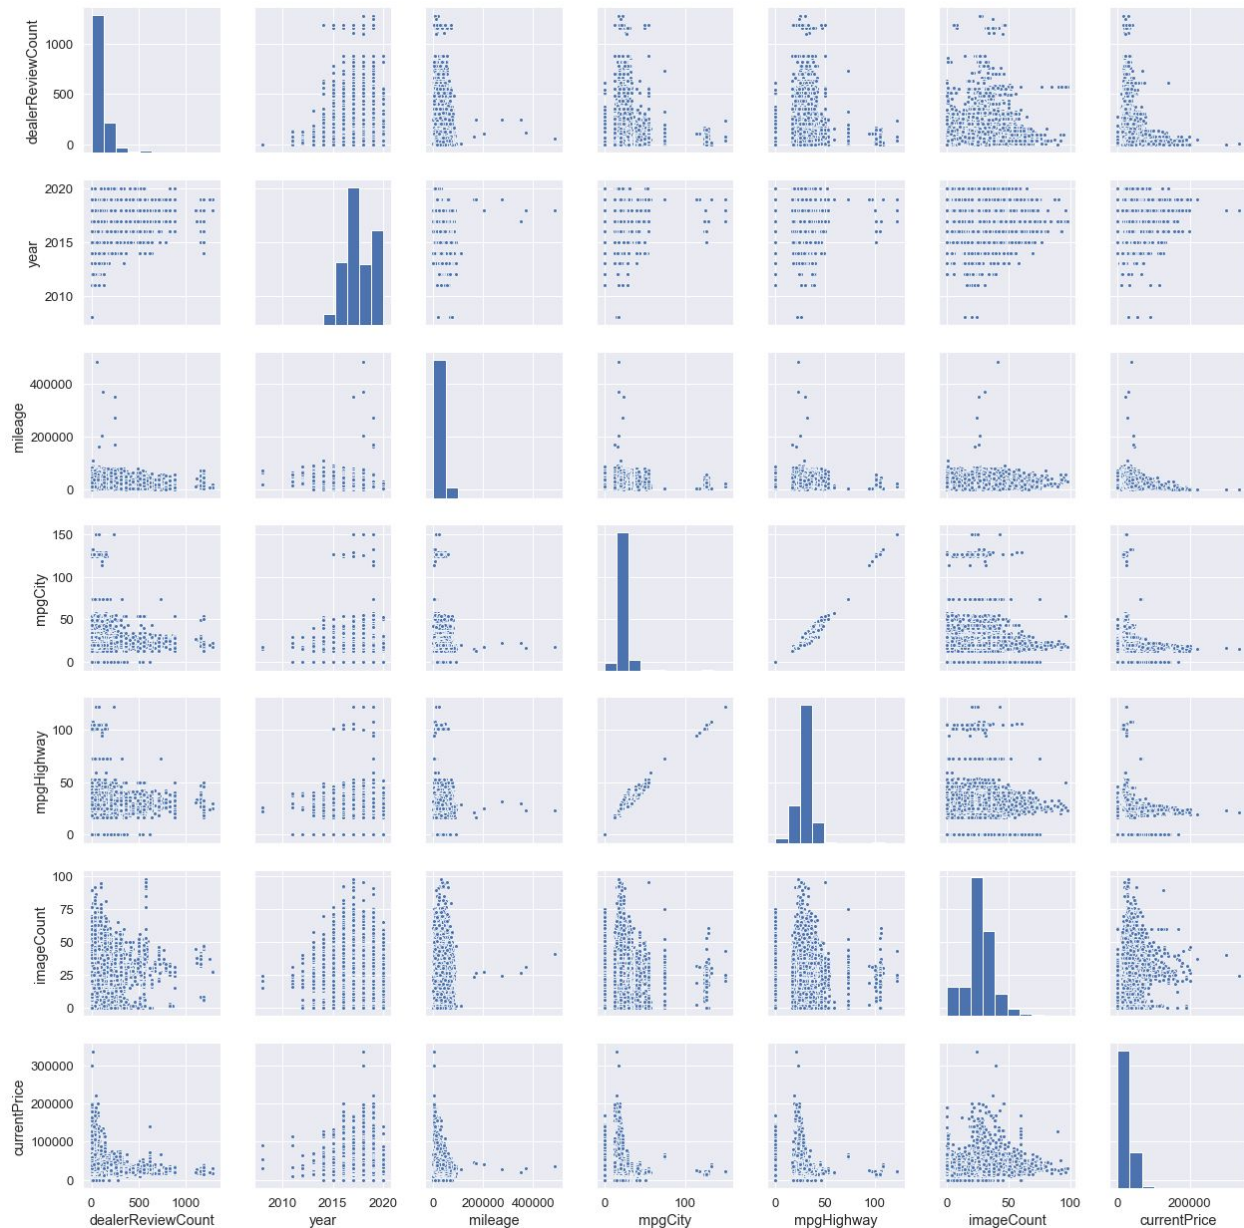 dealerReviewCount
1000
500
0
year
2020
2015
2010
mileage
400000
200000
0
mpgCity
150
100
50
0
mpgHighway
100
50
0
imageCount
100
75
50
25
0
currentPrice
300000
200000
100000
0
0 500 1000 2010 2015 2020 0 200000 400000 0 100 0 50 100 0 50 100 0 200000
dealerReviewCount year mileage mpgCity mpgHighway imageCount currentPrice